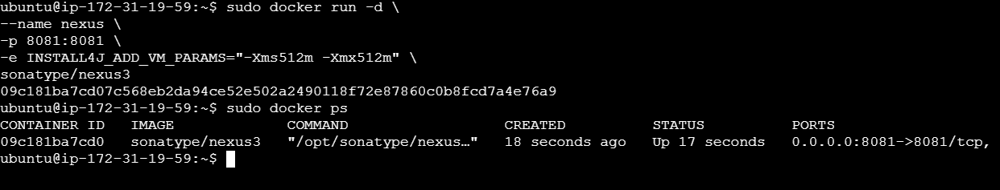 ubuntu@ip-172-31-19-59:~$ sudo docker run -d \
--name nexus \
-p 8081:8081 \
-e INSTALL4J_ADD_VM_PARAMS="-Xms512m -Xmx512m" \
sonatype/nexus3
09c181ba7cd07c568eb2da94ce52e502a2490118f72e87860c0b8fcd7a4e76a9
ubuntu@ip-172-31-19-59:~$ sudo docker ps
CONTAINER ID   IMAGE             COMMAND                  CREATED          STATUS          PORTS
09c181ba7cd0   sonatype/nexus3   "/opt/sonatype/nexus…"   18 seconds ago   Up 17 seconds   0.0.0.0:8081->8081/tcp,
ubuntu@ip-172-31-19-59:~$